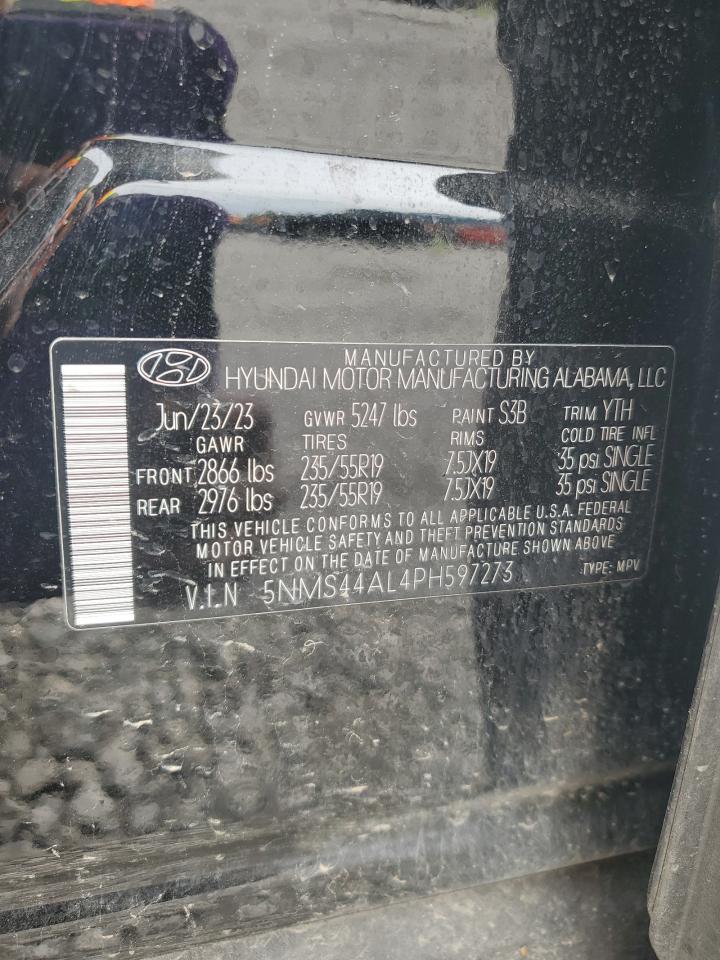 MANUFACTURED BY
HYUNDAI MOTOR MANUFACTURING ALABAMA, LLC
Jun/23/23 GVWR 5247 lbs PAINT S3B TRIM YTH
GAWR TIRES RIMS COLD TIRE INFL
FRONT 2866 lbs 235/55R19 7.5JX19 35 psi SINGLE
REAR 2976 lbs 235/55R19 7.5JX19 35 psi SINGLE
THIS VEHICLE CONFORMS TO ALL APPLICABLE U.S.A. FEDERAL
MOTOR VEHICLE SAFETY AND THEFT PREVENTION STANDARDS
IN EFFECT ON THE DATE OF MANUFACTURE SHOWN ABOVE
V.I.N 5NMS44AL4PH597273 TYPE: MPV